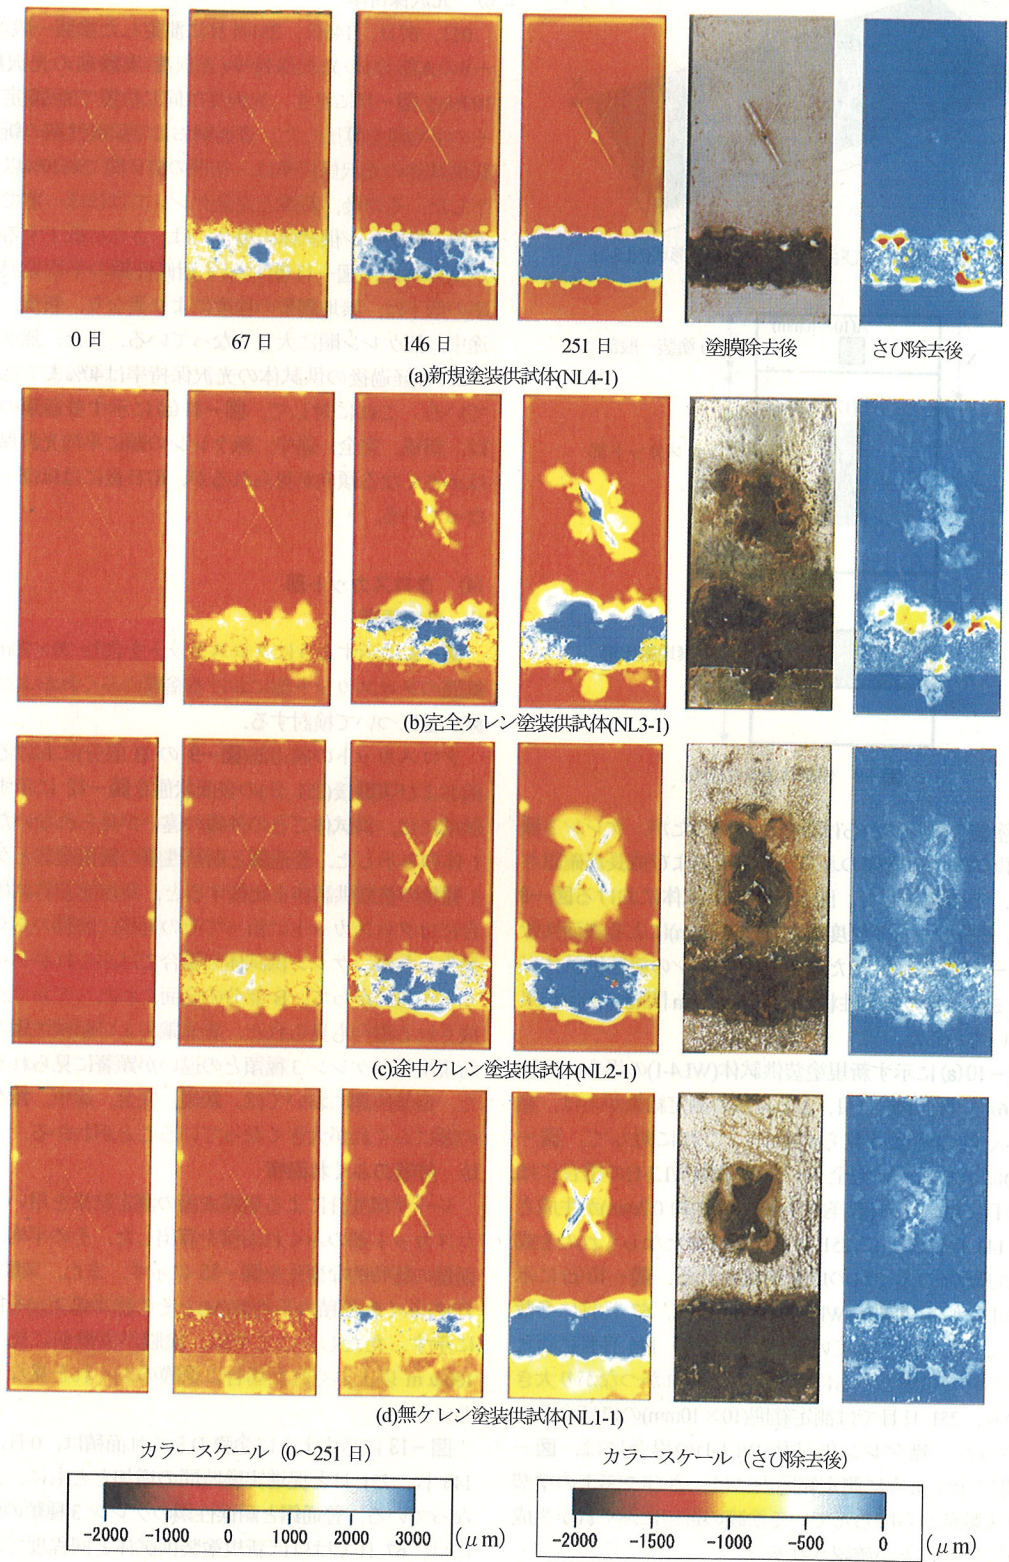 0 日
67 日
146 日
251 日
塗膜除去後
さび除去後
(a)新規塗装供試体(NL4-1)
(b)完全ケレン塗装供試体(NL3-1)
(c)途中ケレン塗装供試体(NL2-1)
(d)無ケレン塗装供試体(NL1-1)
カラースケール（0〜251 日）
-2000 0 1000 2000 3000 (μm)
カラースケール（さび除去後）
-2000 -1500 -1000 -500 0 (μm)